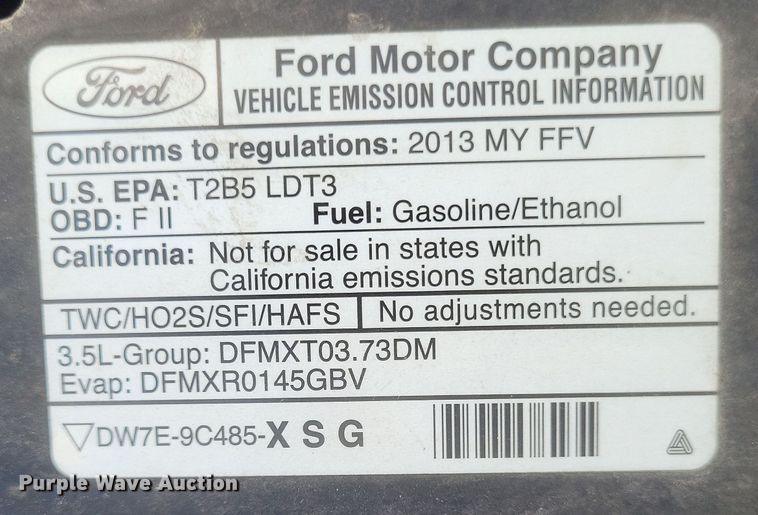 Ford
Ford Motor Company
VEHICLE EMISSION CONTROL INFORMATION
Conforms to regulations: 2013 MY FFV
U.S. EPA: T2B5 LDT3
OBD: F II Fuel: Gasoline/Ethanol
California: Not for sale in states with
California emissions standards.
TWC/HO2S/SFI/HAFS No adjustments needed.
3.5L-Group: DFMXT03.73DM
Evap: DFMXR0145GBV
DW7E-9C485-X S G
Purple Wave Auction